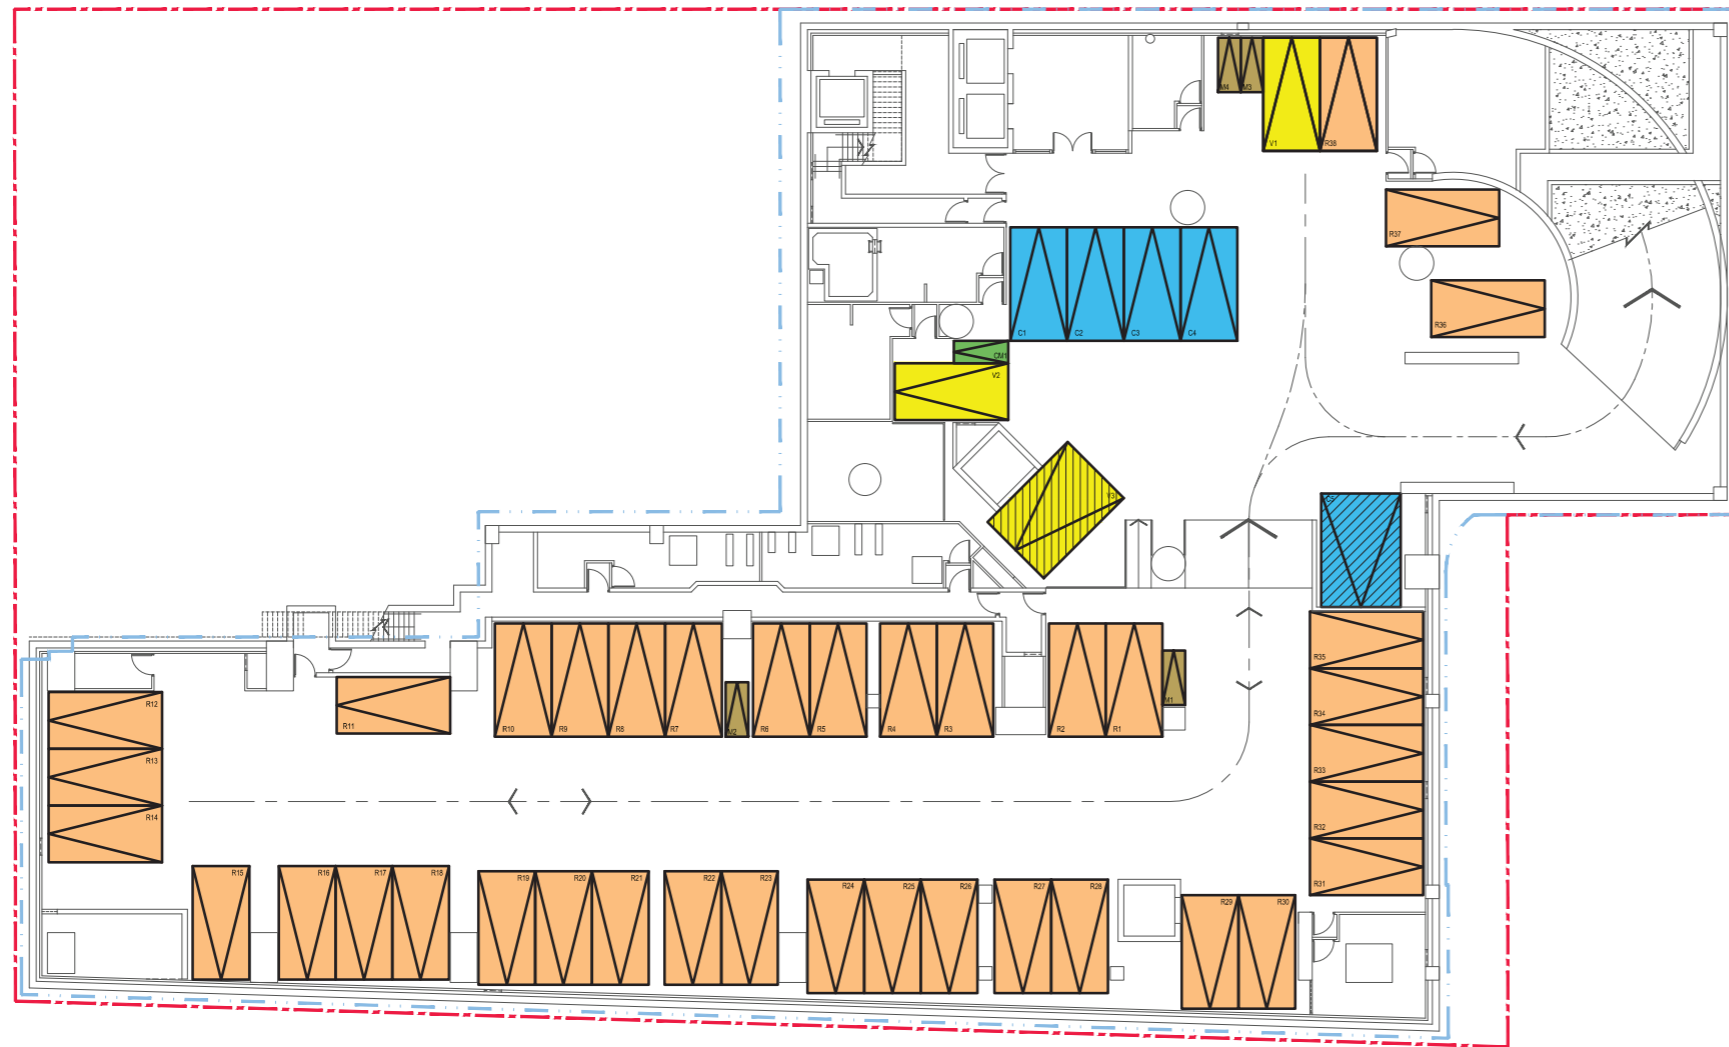 M4 M3
V1 R38
R37
R36
C1 C2 C3 C4
CM1
V2
V3
C5
R12
R11
R13
R14
R10 R9 R8 R7 M2 R6 R5 R4 R3 R2 R1 M1
R35
R34
R33
R32
R31
R15 R16 R17 R18 R19 R20 R21 R22 R23 R24 R25 R26 R27 R28 R29 R30